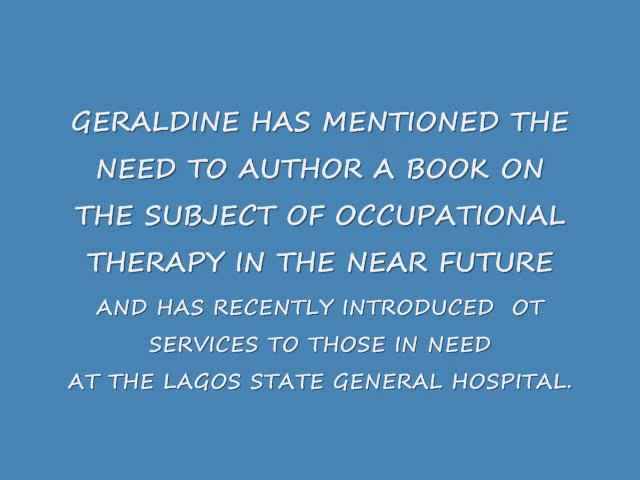 GERALDINE HAS MENTIONED THE
NEED TO AUTHOR A BOOK ON
THE SUBJECT OF OCCUPATIONAL
THERAPY IN THE NEAR FUTURE
AND HAS RECENTLY INTRODUCED  OT
SERVICES TO THOSE IN NEED
AT THE LAGOS STATE GENERAL HOSPITAL.